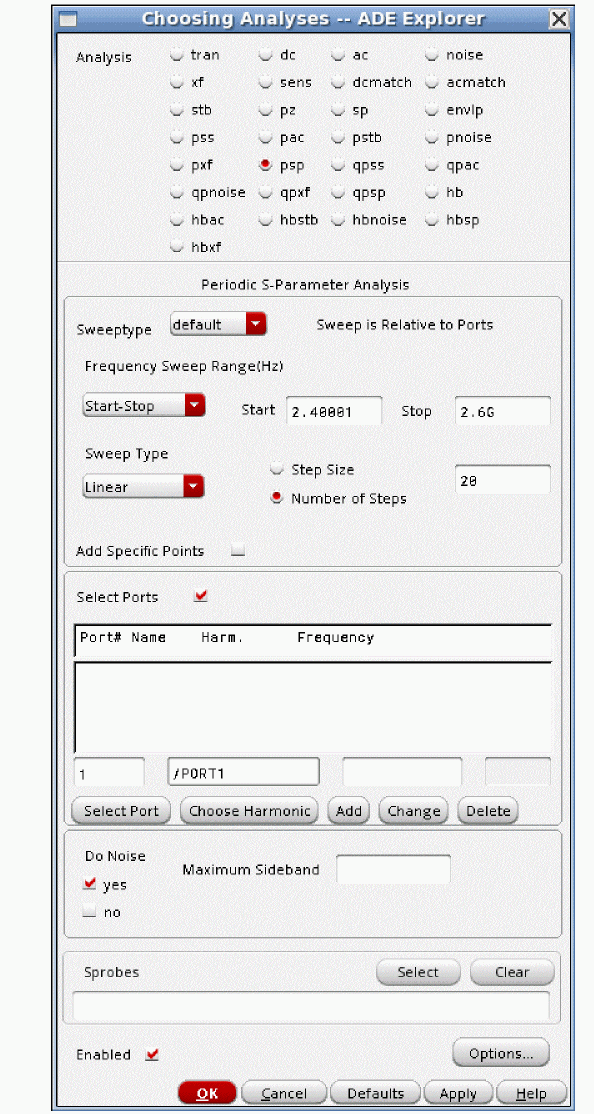 Choosing Analyses -- ADE Explorer
Analysis tran dc ac noise
xf sens dcmatch acmatch
stb pz sp envlp
pss pac pstb pnoise
pxf psp qpss qpac
qpnoise qpxf qpsp hb
hbac hbstb hbnoise hbsp
hbxf
Periodic S-Parameter Analysis
Sweeptype default Sweep is Relative to Ports
Frequency Sweep Range(Hz)
Start-Stop Start 2.40001 Stop 2.6G
Sweep Type
Linear
Step Size
Number of Steps
20
Add Specific Points
Select Ports
Port# Name Harm. Frequency
1 /PORT1
Select Port Choose Harmonic Add Change Delete
Do Noise
Maximum Sideband
yes
no
Sprobes Select Clear
Enabled Options...
OK Cancel Defaults Apply Help